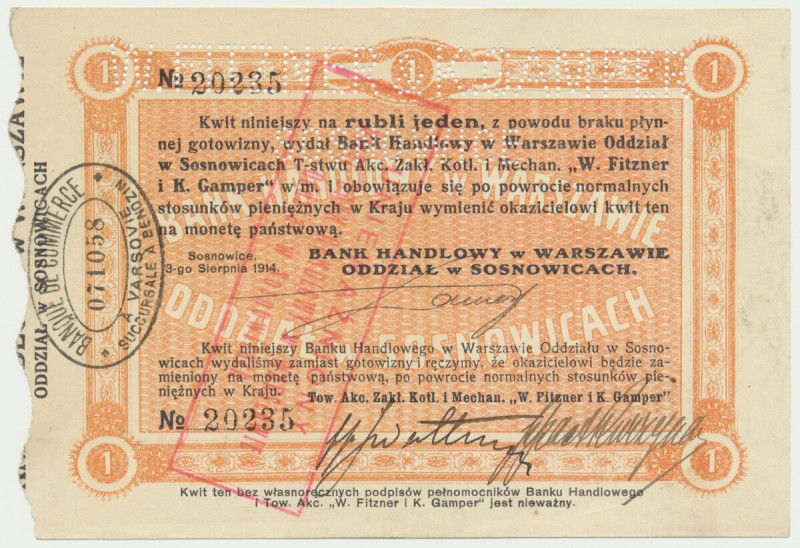 1
1
1
№ 20235
Kwit niniejszy na rubli jeden, z powodu braku płyn-
nej gotowizny, wydał Bank Handlowy w Warszawie Oddział
w Sosnowicach T-stwu Akc. Zakł. Kotl. i Mechan. „W. Fitzner
i K. Gamper” w m. i obowiązuje się po powrocie normalnych
stosunków pieniężnych w Kraju wymienić okazicielowi kwit ten
na monetę państwową.
Sosnowice,
3-go Sierpnia 1914.
BANK HANDLOWY w WARSZAWIE
ODDZIAŁ w SOSNOWICACH.
ODDZIAŁ w SOSNOWICACH
BANQUE DE COMMERCE
A VARSOVIE
SUCCURSALE A BENDZIN
071058
ODDZIAŁ w SOSNOWICACH
Kwit niniejszy Banku Handlowego w Warszawie Oddziału w Sosno-
wicach wydaliśmy zamiast gotowizny i ręczymy, że okazicielowi będzie za-
mieniony na monetę państwową, po powrocie normalnych stosunków pie-
niężnych w Kraju.
Tow. Akc. Zakł. Kotl. i Mechan. „W. Fitzner i K. Gamper”
№ 20235
1
1
Kwit ten bez własnoręcznych podpisów pełnomocników Banku Handlowego
i Tow. Akc. „W. Fitzner i K. Gamper” jest nieważny.